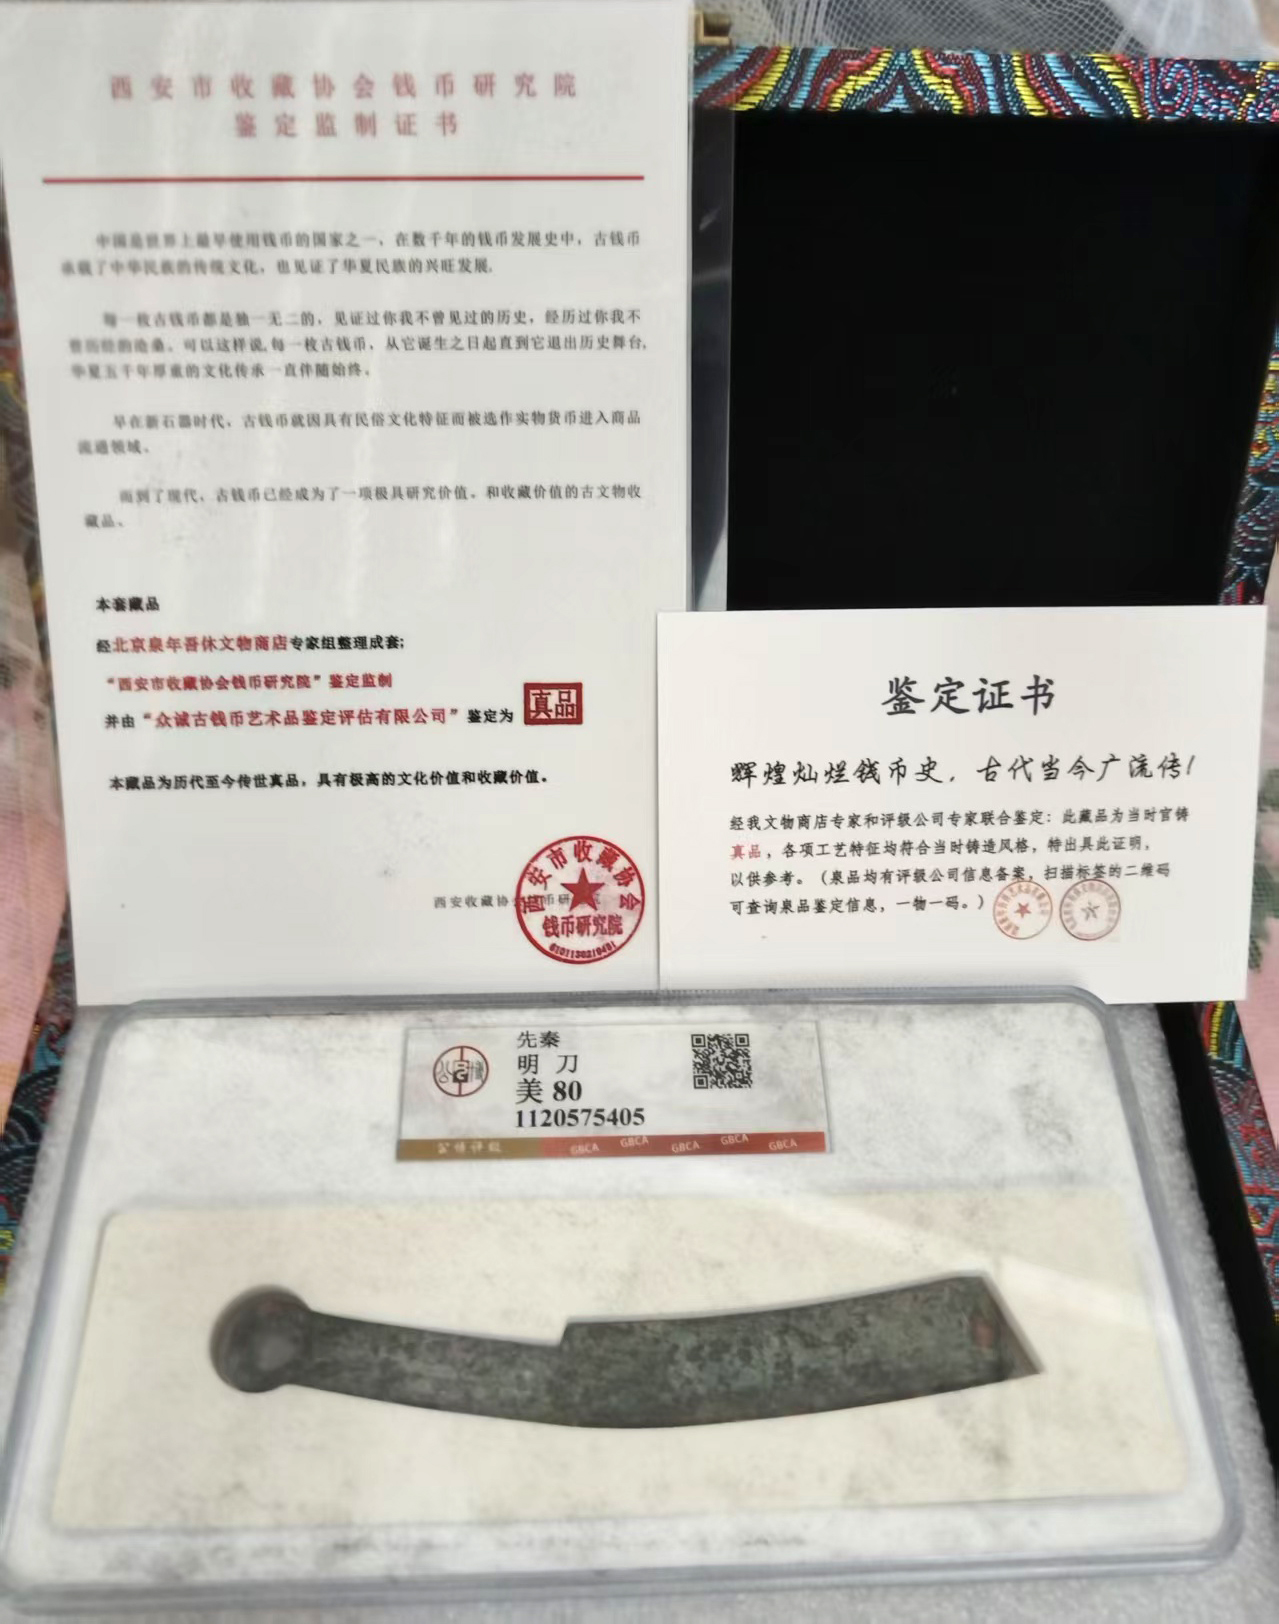 西安市收藏协会钱币研究院
鉴定监制证书
中国是世界上最早使用钱币的国家之一，在数千年的钱币发展史中，古钱币
承载了中华民族的传统文化，也见证了华夏民族的兴旺发展.
每一枚古钱币都是独一无二的，见证过你我不曾见过的历史，经历过你我不
曾历经的沧桑。可以这样说,每一枚古钱币，从它诞生之日起直到它退出历史舞台,
华夏五千年厚重的文化传承一直伴随始终。
早在新石器时代，古钱币就因具有民俗文化特征而被选作实物货币进入商品
流通领域。
而到了现代，古钱币已经成为了一项极具研究价值。和收藏价值的古文物收
藏品。
本套藏品
经北京泉年吾休文物商店专家组整理成套;
“西安市收藏协会钱币研究院”鉴定监制
并由“众诚古钱币艺术品鉴定评估有限公司”鉴定为 真品
本藏品为历代至今传世真品，具有极高的文化价值和收藏价值。
西安收藏协会钱币研究院
西安市收藏协会
钱币研究院
鉴定证书
辉煌灿烂钱币史，古代当今广流传！
经我文物商店专家和评级公司专家联合鉴定：此藏品为当时官铸
真品，各项工艺特征均符合当时铸造风格，特出具此证明，
以供参考。（泉品均有评级公司信息备案，扫描标签的二维码
可查询泉品鉴定信息，一物一码。）
公博
先秦
明 刀
美 80
1120575405
公博评级 GBCA GBCA GBCA GBCA GBCA